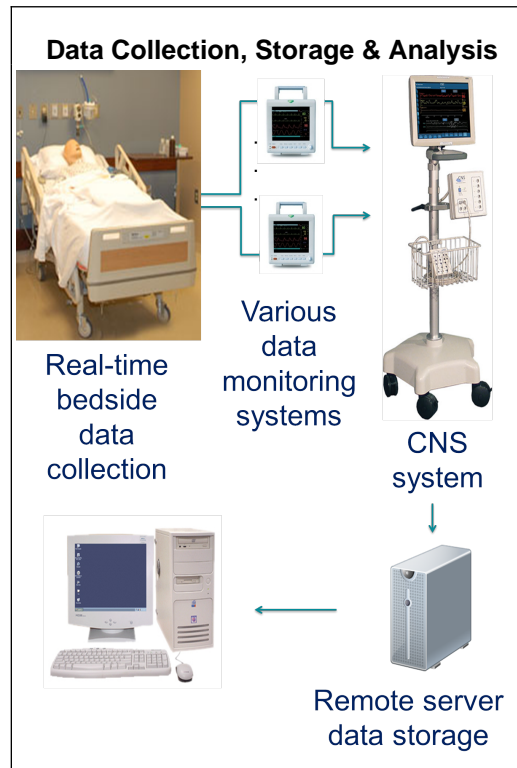 Data Collection, Storage & Analysis
Real-time
bedside
data
collection
Various
data
monitoring
systems
CNS
system
Remote server
data storage